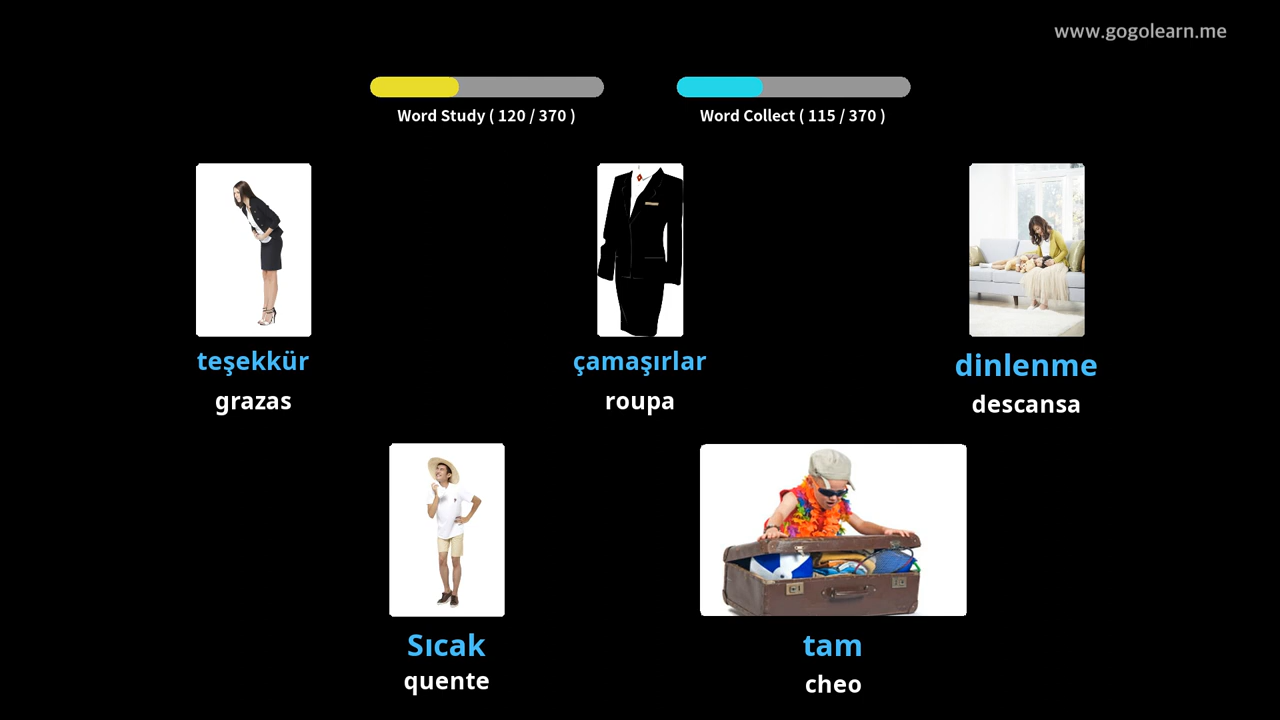 www.gogolearn.me
Word Study ( 120 / 370 )
Word Collect ( 115 / 370 )
teşekkür
grazas
çamaşırlar
roupa
dinlenme
descansa
Sıcak
quente
tam
cheo